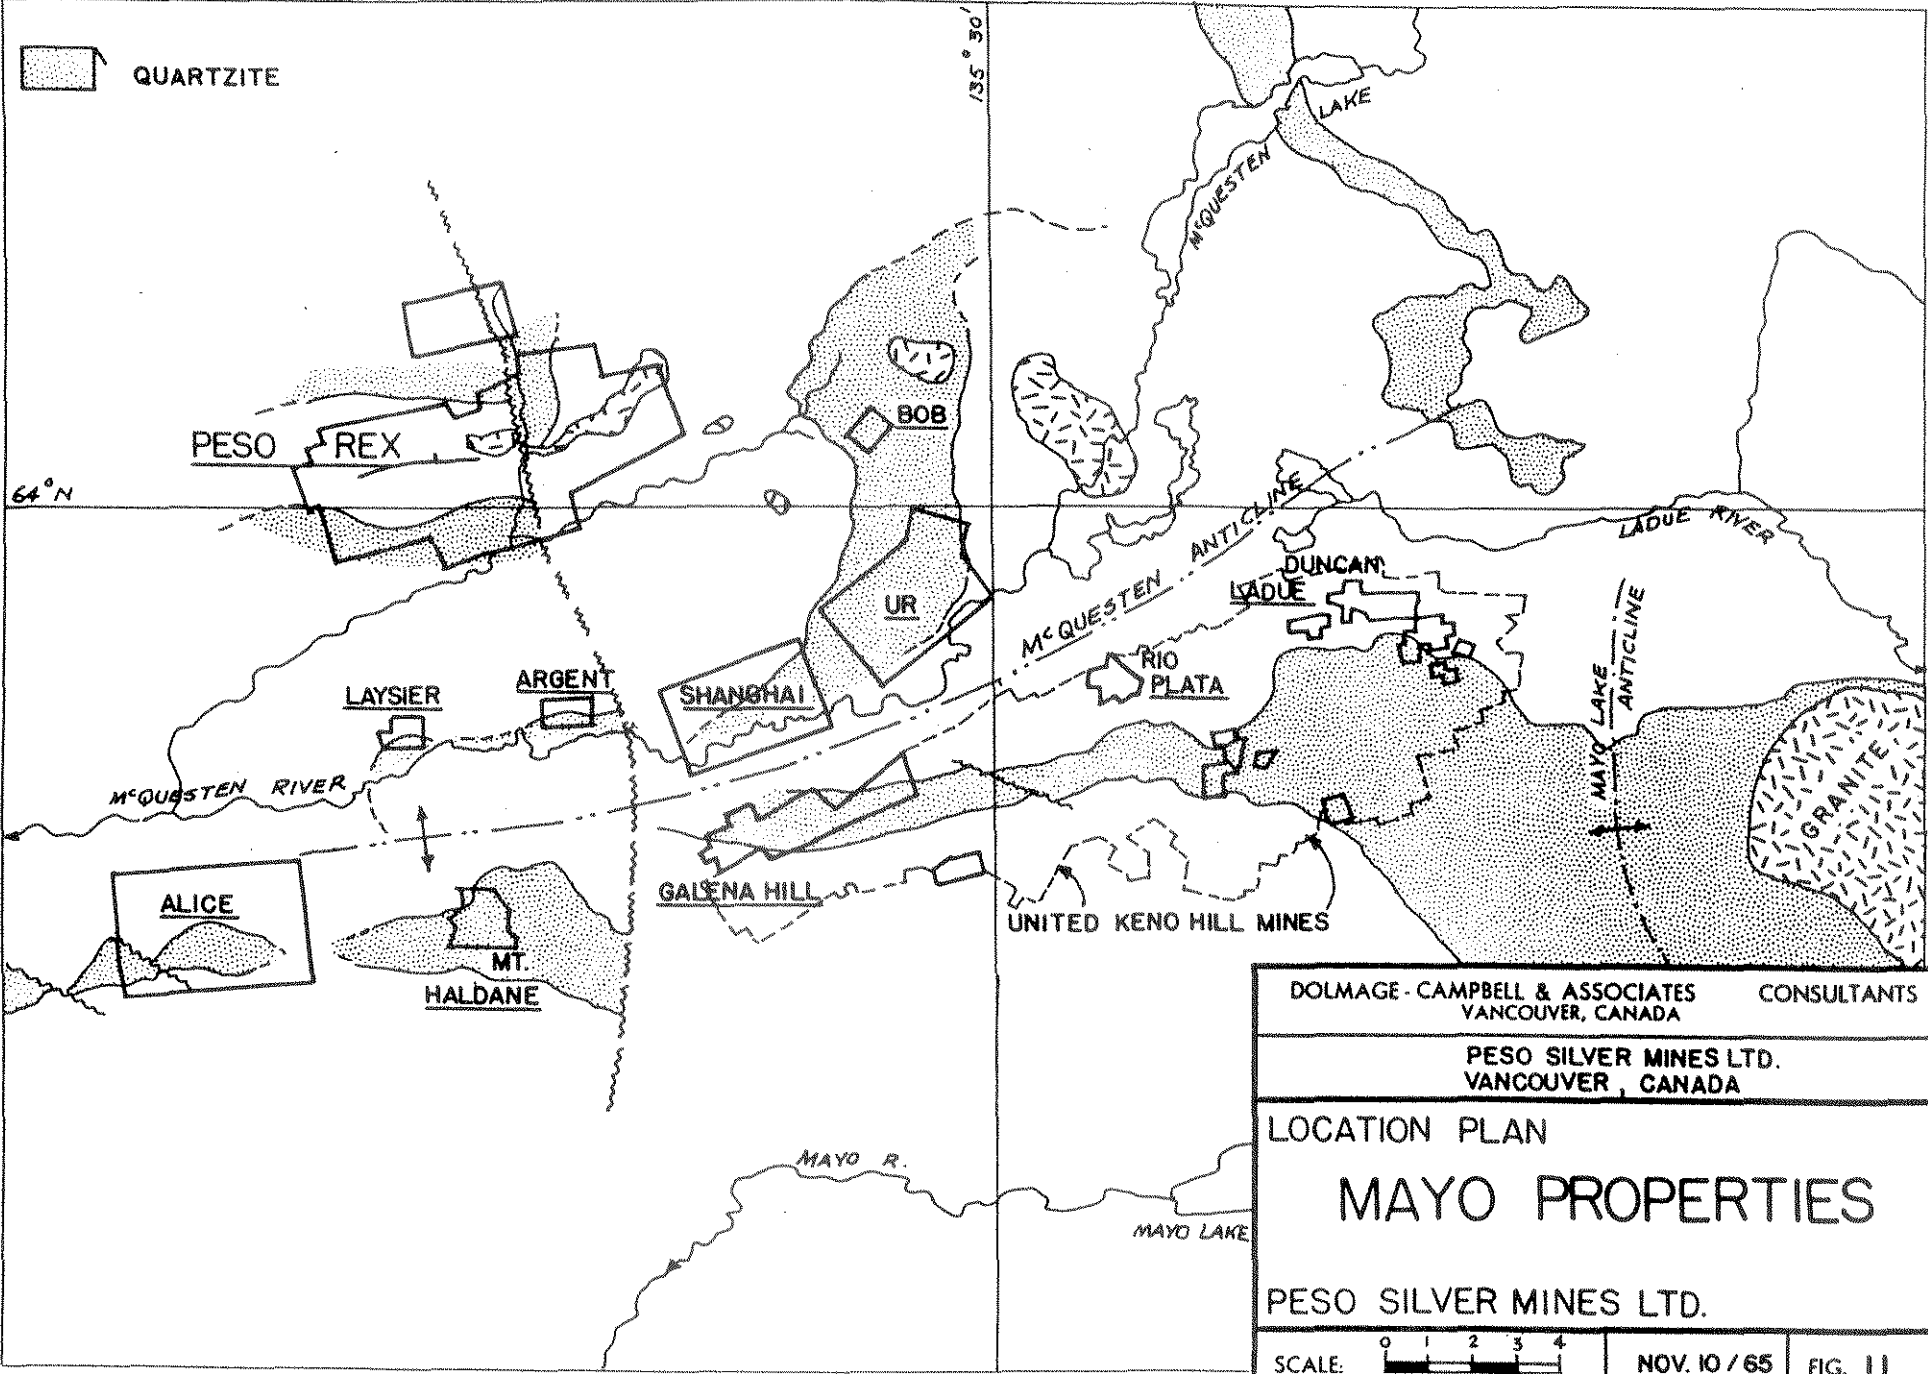 QUARTZITE
135° 30'
LAKE
McQUESTEN
BOB
PESO REX
64° N
McQUESTEN ANTICLINE
LADUE RIVER
DUNCAN
LADUE
UR
RIO
PLATA
MAYO LAKE
ANTICLINE
LAYSIER
ARGENT
SHANGHAI
McQUESTEN RIVER
GRANITE
ALICE
GALENA HILL
UNITED KENO HILL MINES
MT.
HALDANE
MAYO R.
MAYO LAKE
DOLMAGE-CAMPBELL & ASSOCIATES CONSULTANTS
VANCOUVER, CANADA
PESO SILVER MINES LTD.
VANCOUVER, CANADA
LOCATION PLAN
MAYO PROPERTIES
PESO SILVER MINES LTD.
0 1 2 3 4
SCALE: NOV. 10 / 65 FIG. 11